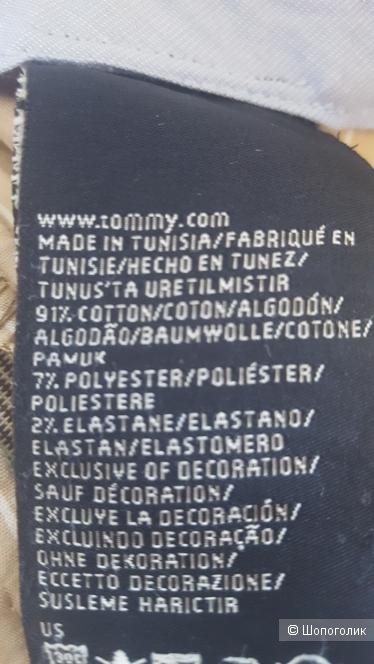 www.tommy.com
MADE IN TUNISIA/FABRIQUÉ EN
TUNISIE/HECHO EN TUNEZ/
TUNUS'TA URETILMISTIR
91% COTTON/COTON/ALGODÓN/
ALGODÃO/BAUMWOLLE/COTONE/
PAMUK
7% POLYESTER/POLIÉSTER/
POLIESTERE
2% ELASTANE/ELASTANO/
ELASTAN/ELASTOMERO
EXCLUSIVE OF DECORATION/
SAUF DÉCORATION/
EXCLUYE LA DECORACIÓN/
EXCLUINDO DECORAÇÃO/
OHNE DEKORATION/
ECCETTO DECORAZIONE/
SUSLEME HARICTIR
US
© Шопоголик